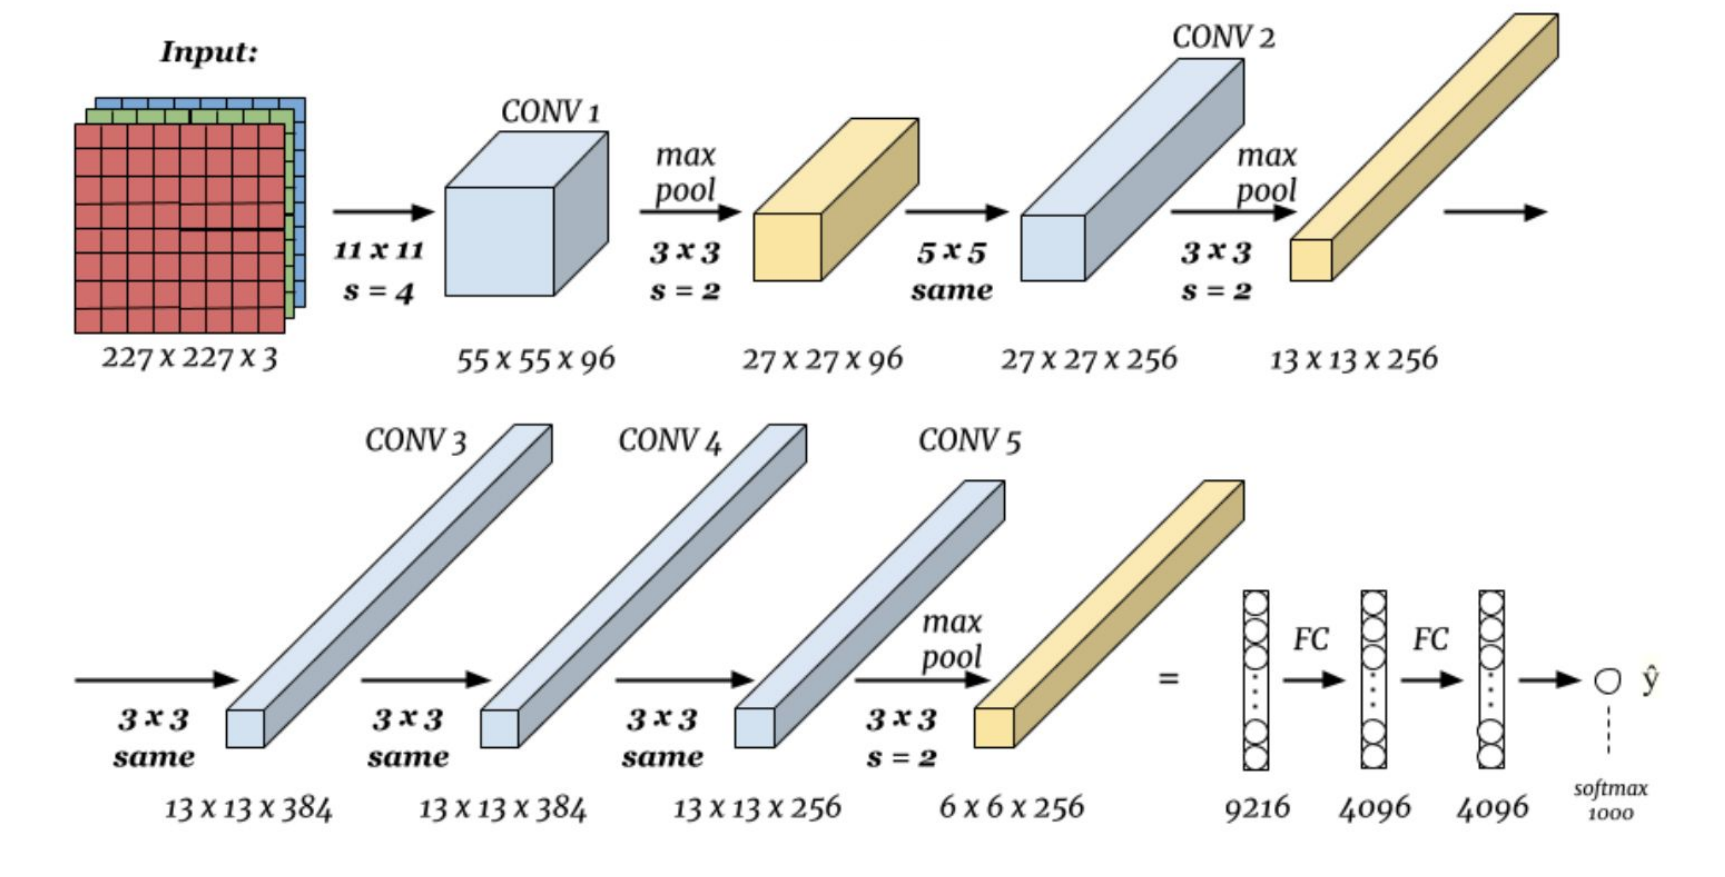 Input:
CONV 1
CONV 2
max
pool
max
pool
11 x 11
s = 4
3 x 3
s = 2
5 x 5
same
3 x 3
s = 2
227 x 227 x 3
55 x 55 x 96
27 x 27 x 96
27 x 27 x 256
13 x 13 x 256
CONV 3
CONV 4
CONV 5
max
pool
=
FC
FC
ŷ
3 x 3
same
3 x 3
same
3 x 3
same
3 x 3
s = 2
13 x 13 x 384
13 x 13 x 384
13 x 13 x 256
6 x 6 x 256
9216
4096
4096
softmax
1000